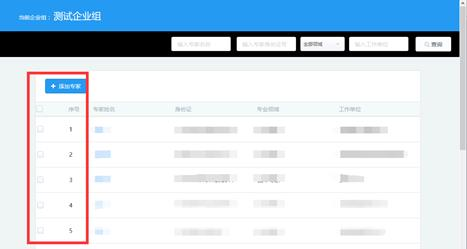 当前企业组： 测试企业组
输入专家名称 输入专家身份证号 全部领域 输入工作单位 查询
+ 添加专家
序号 专家姓名 身份证 专业领域 工作单位
1
2
3
4
5